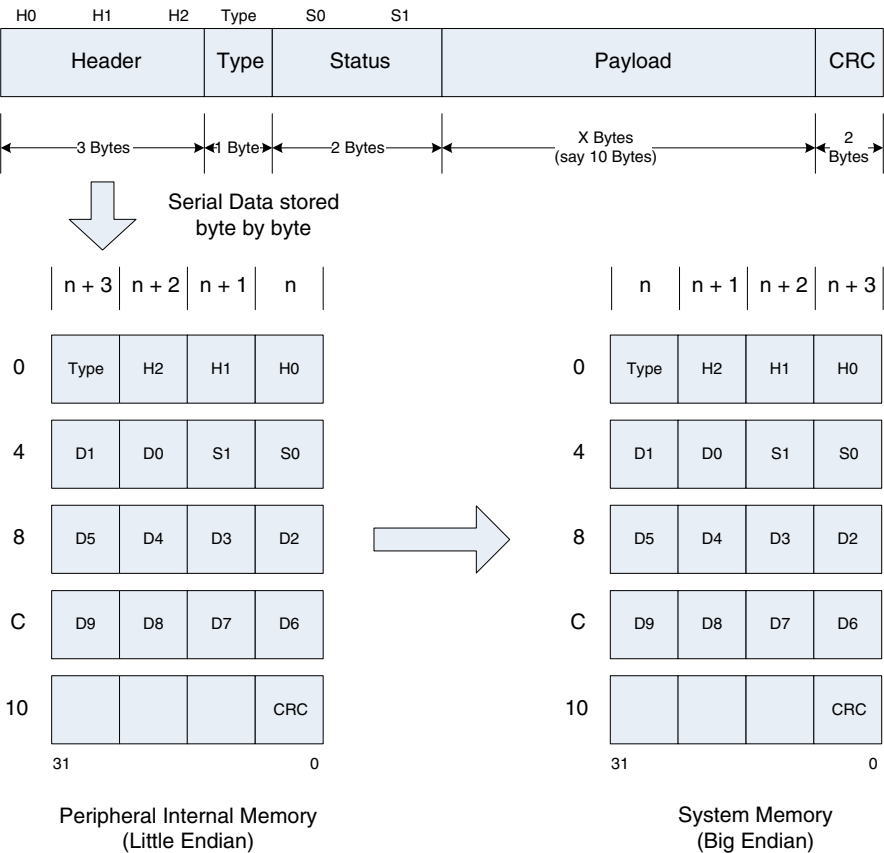 H0 H1 H2 Type S0 S1
Header Type Status Payload CRC
3 Bytes 1 Byte 2 Bytes X Bytes (say 10 Bytes) 2 Bytes
Serial Data stored
byte by byte
n + 3 n + 2 n + 1 n
0 Type H2 H1 H0
4 D1 D0 S1 S0
8 D5 D4 D3 D2
C D9 D8 D7 D6
10 CRC
31 0
Peripheral Internal Memory
(Little Endian)
n n + 1 n + 2 n + 3
0 Type H2 H1 H0
4 D1 D0 S1 S0
8 D5 D4 D3 D2
C D9 D8 D7 D6
10 CRC
31 0
System Memory
(Big Endian)